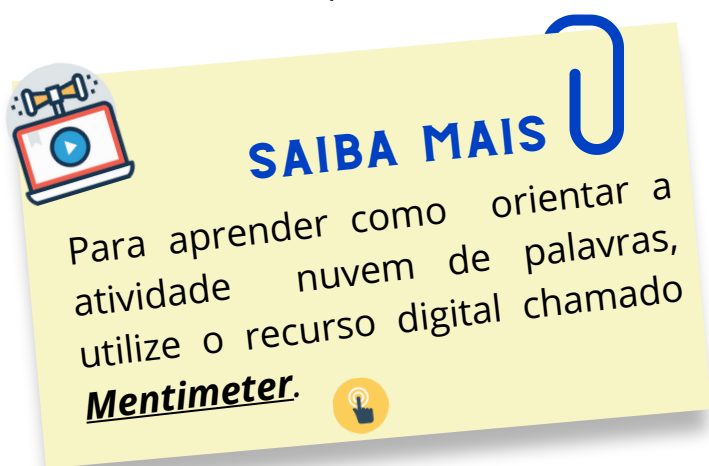 SAIBA MAIS
Para aprender como orientar a
atividade nuvem de palavras,
utilize o recurso digital chamado
Mentimeter.